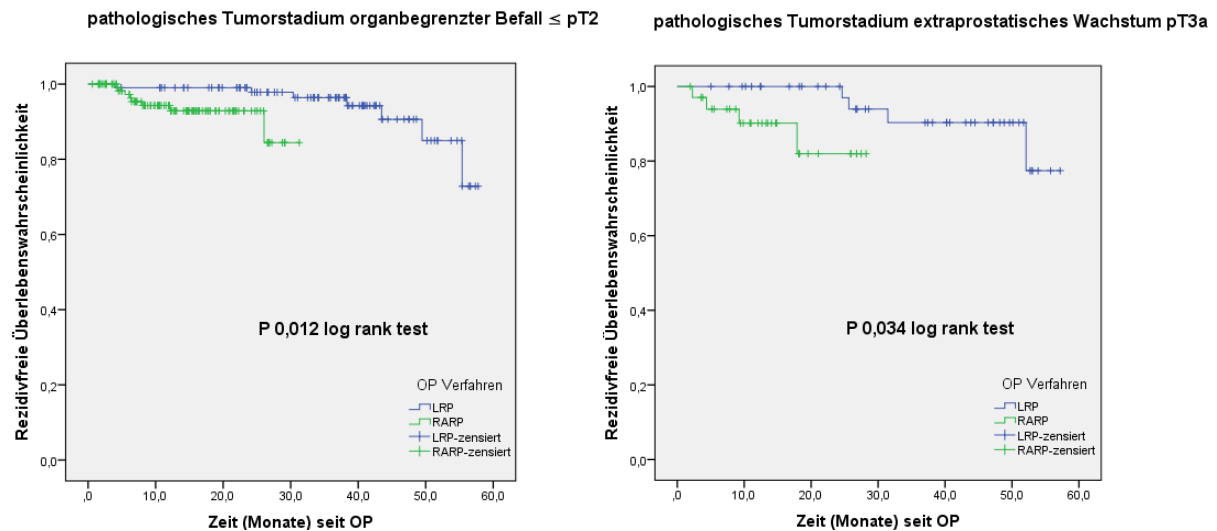 pathologisches Tumorstadium organbegrenzter Befall ≤ pT2
Rezidivfreie Überlebenswahrscheinlichkeit
1,0
0,8
0,6
0,4
0,2
0,0
P 0,012 log rank test
OP Verfahren
LRP
RARP
LRP-zensiert
RARP-zensiert
,0 10,0 20,0 30,0 40,0 50,0 60,0
Zeit (Monate) seit OP
pathologisches Tumorstadium extraprostatisches Wachstum pT3a
Rezidivfreie Überlebenswahrscheinlichkeit
1,0
0,8
0,6
0,4
0,2
0,0
P 0,034 log rank test
OP Verfahren
LRP
RARP
LRP-zensiert
RARP-zensiert
,0 10,0 20,0 30,0 40,0 50,0 60,0
Zeit (Monate) seit OP